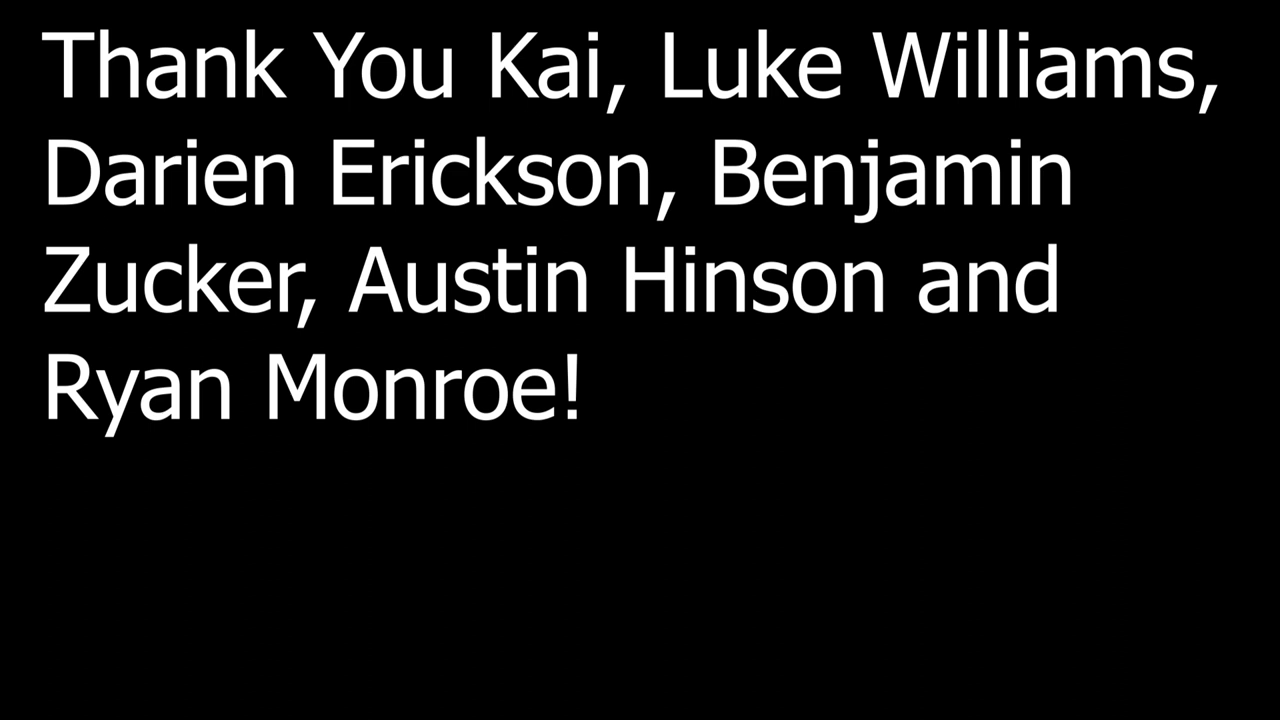 Thank You Kai, Luke Williams,
Darien Erickson, Benjamin
Zucker, Austin Hinson and
Ryan Monroe!